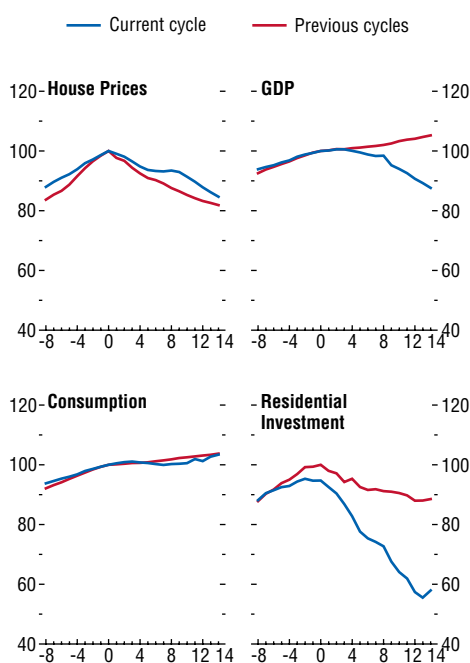 Current cycle Previous cycles
House Prices GDP
120 120
100 100
80 80
60 60
40 40
-8 -4 0 4 8 12 14 -8 -4 0 4 8 12 14
Consumption Residential
Investment
120 120
100 100
80 80
60 60
40 40
-8 -4 0 4 8 12 14 -8 -4 0 4 8 12 14